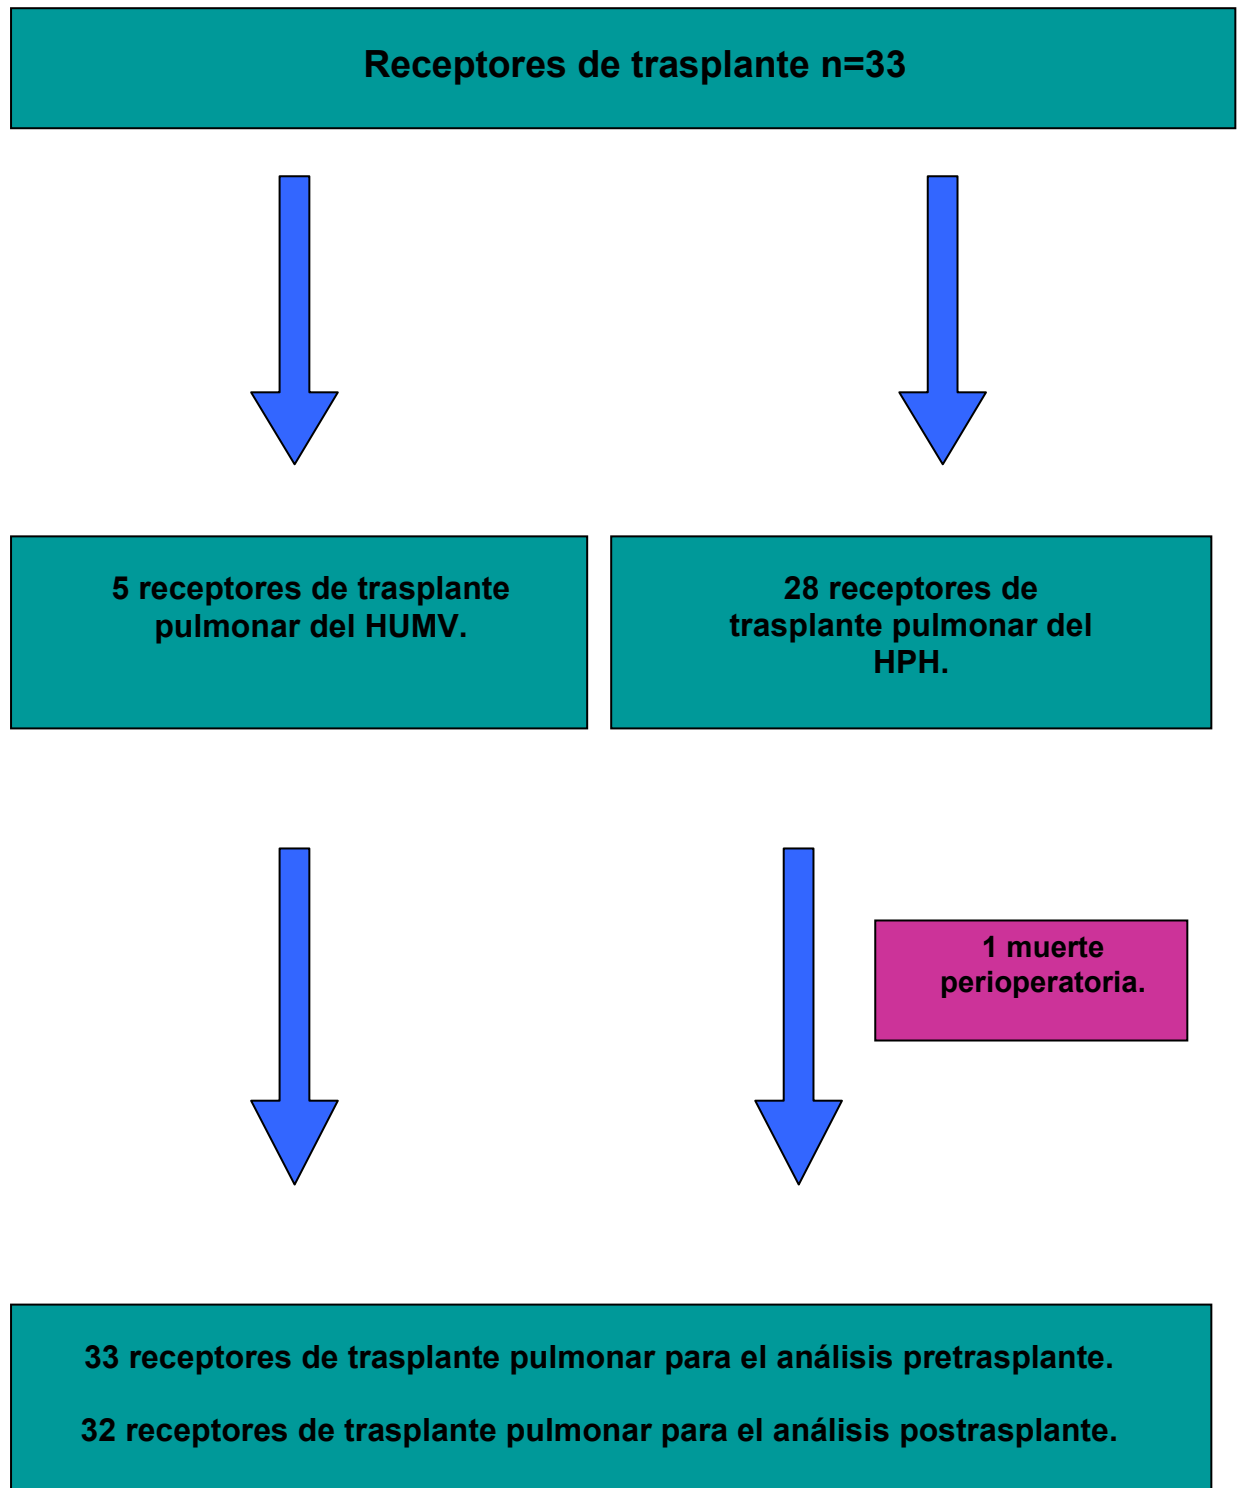 Receptores de trasplante n=33
5 receptores de trasplante
pulmonar del HUMV.
28 receptores de
trasplante pulmonar del
HPH.
1 muerte
perioperatoria.
33 receptores de trasplante pulmonar para el análisis pretrasplante.
32 receptores de trasplante pulmonar para el análisis postrasplante.